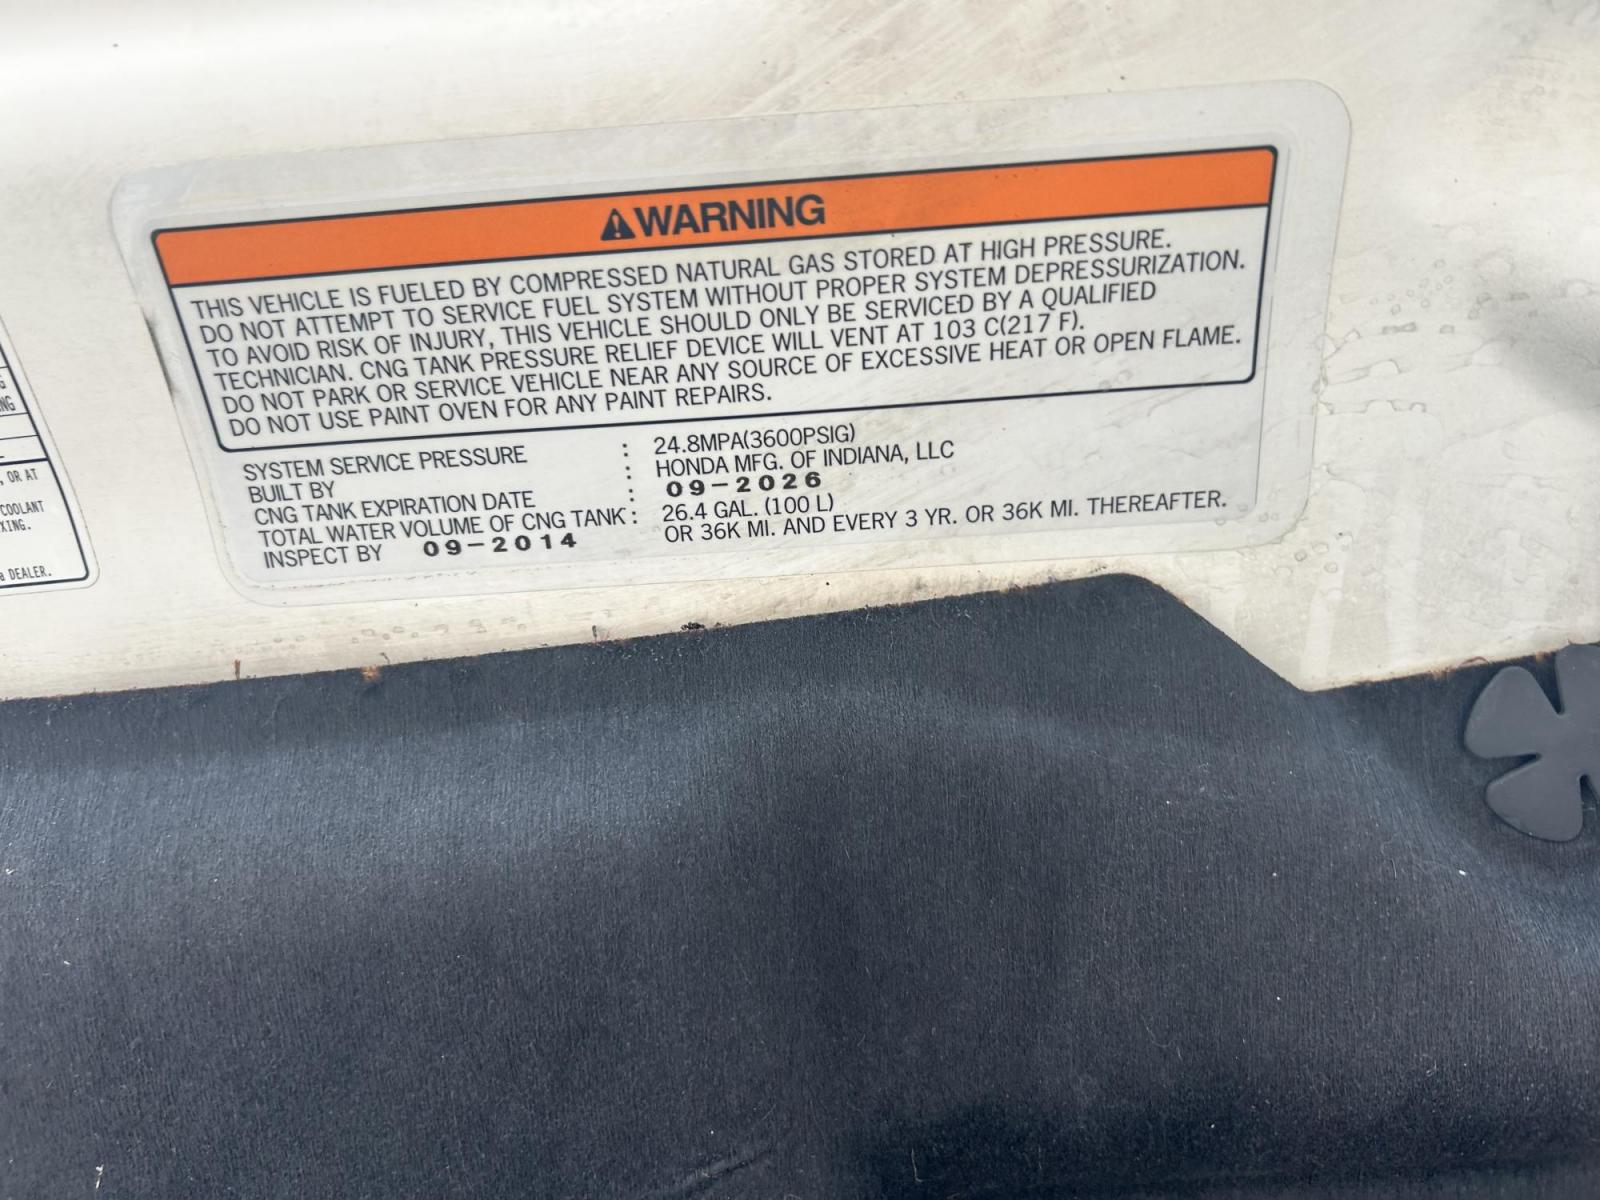 WARNING
THIS VEHICLE IS FUELED BY COMPRESSED NATURAL GAS STORED AT HIGH PRESSURE.
DO NOT ATTEMPT TO SERVICE FUEL SYSTEM WITHOUT PROPER SYSTEM DEPRESSURIZATION.
TO AVOID RISK OF INJURY, THIS VEHICLE SHOULD ONLY BE SERVICED BY A QUALIFIED
TECHNICIAN. CNG TANK PRESSURE RELIEF DEVICE WILL VENT AT 103 C(217 F).
DO NOT PARK OR SERVICE VEHICLE NEAR ANY SOURCE OF EXCESSIVE HEAT OR OPEN FLAME.
DO NOT USE PAINT OVEN FOR ANY PAINT REPAIRS.
SYSTEM SERVICE PRESSURE : 24.8MPA(3600PSIG)
BUILT BY : HONDA MFG. OF INDIANA, LLC
CNG TANK EXPIRATION DATE : 09-2026
TOTAL WATER VOLUME OF CNG TANK : 26.4 GAL. (100 L)
INSPECT BY 09-2014 OR 36K MI. AND EVERY 3 YR. OR 36K MI. THEREAFTER.
, OR AT
COOLANT
DEALER.